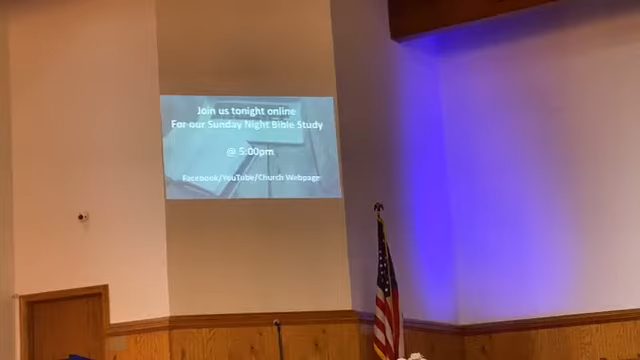 Join us tonight online
For our Sunday Night Bible Study
@ 5:00pm
Facebook/YouTube/Church Webpage